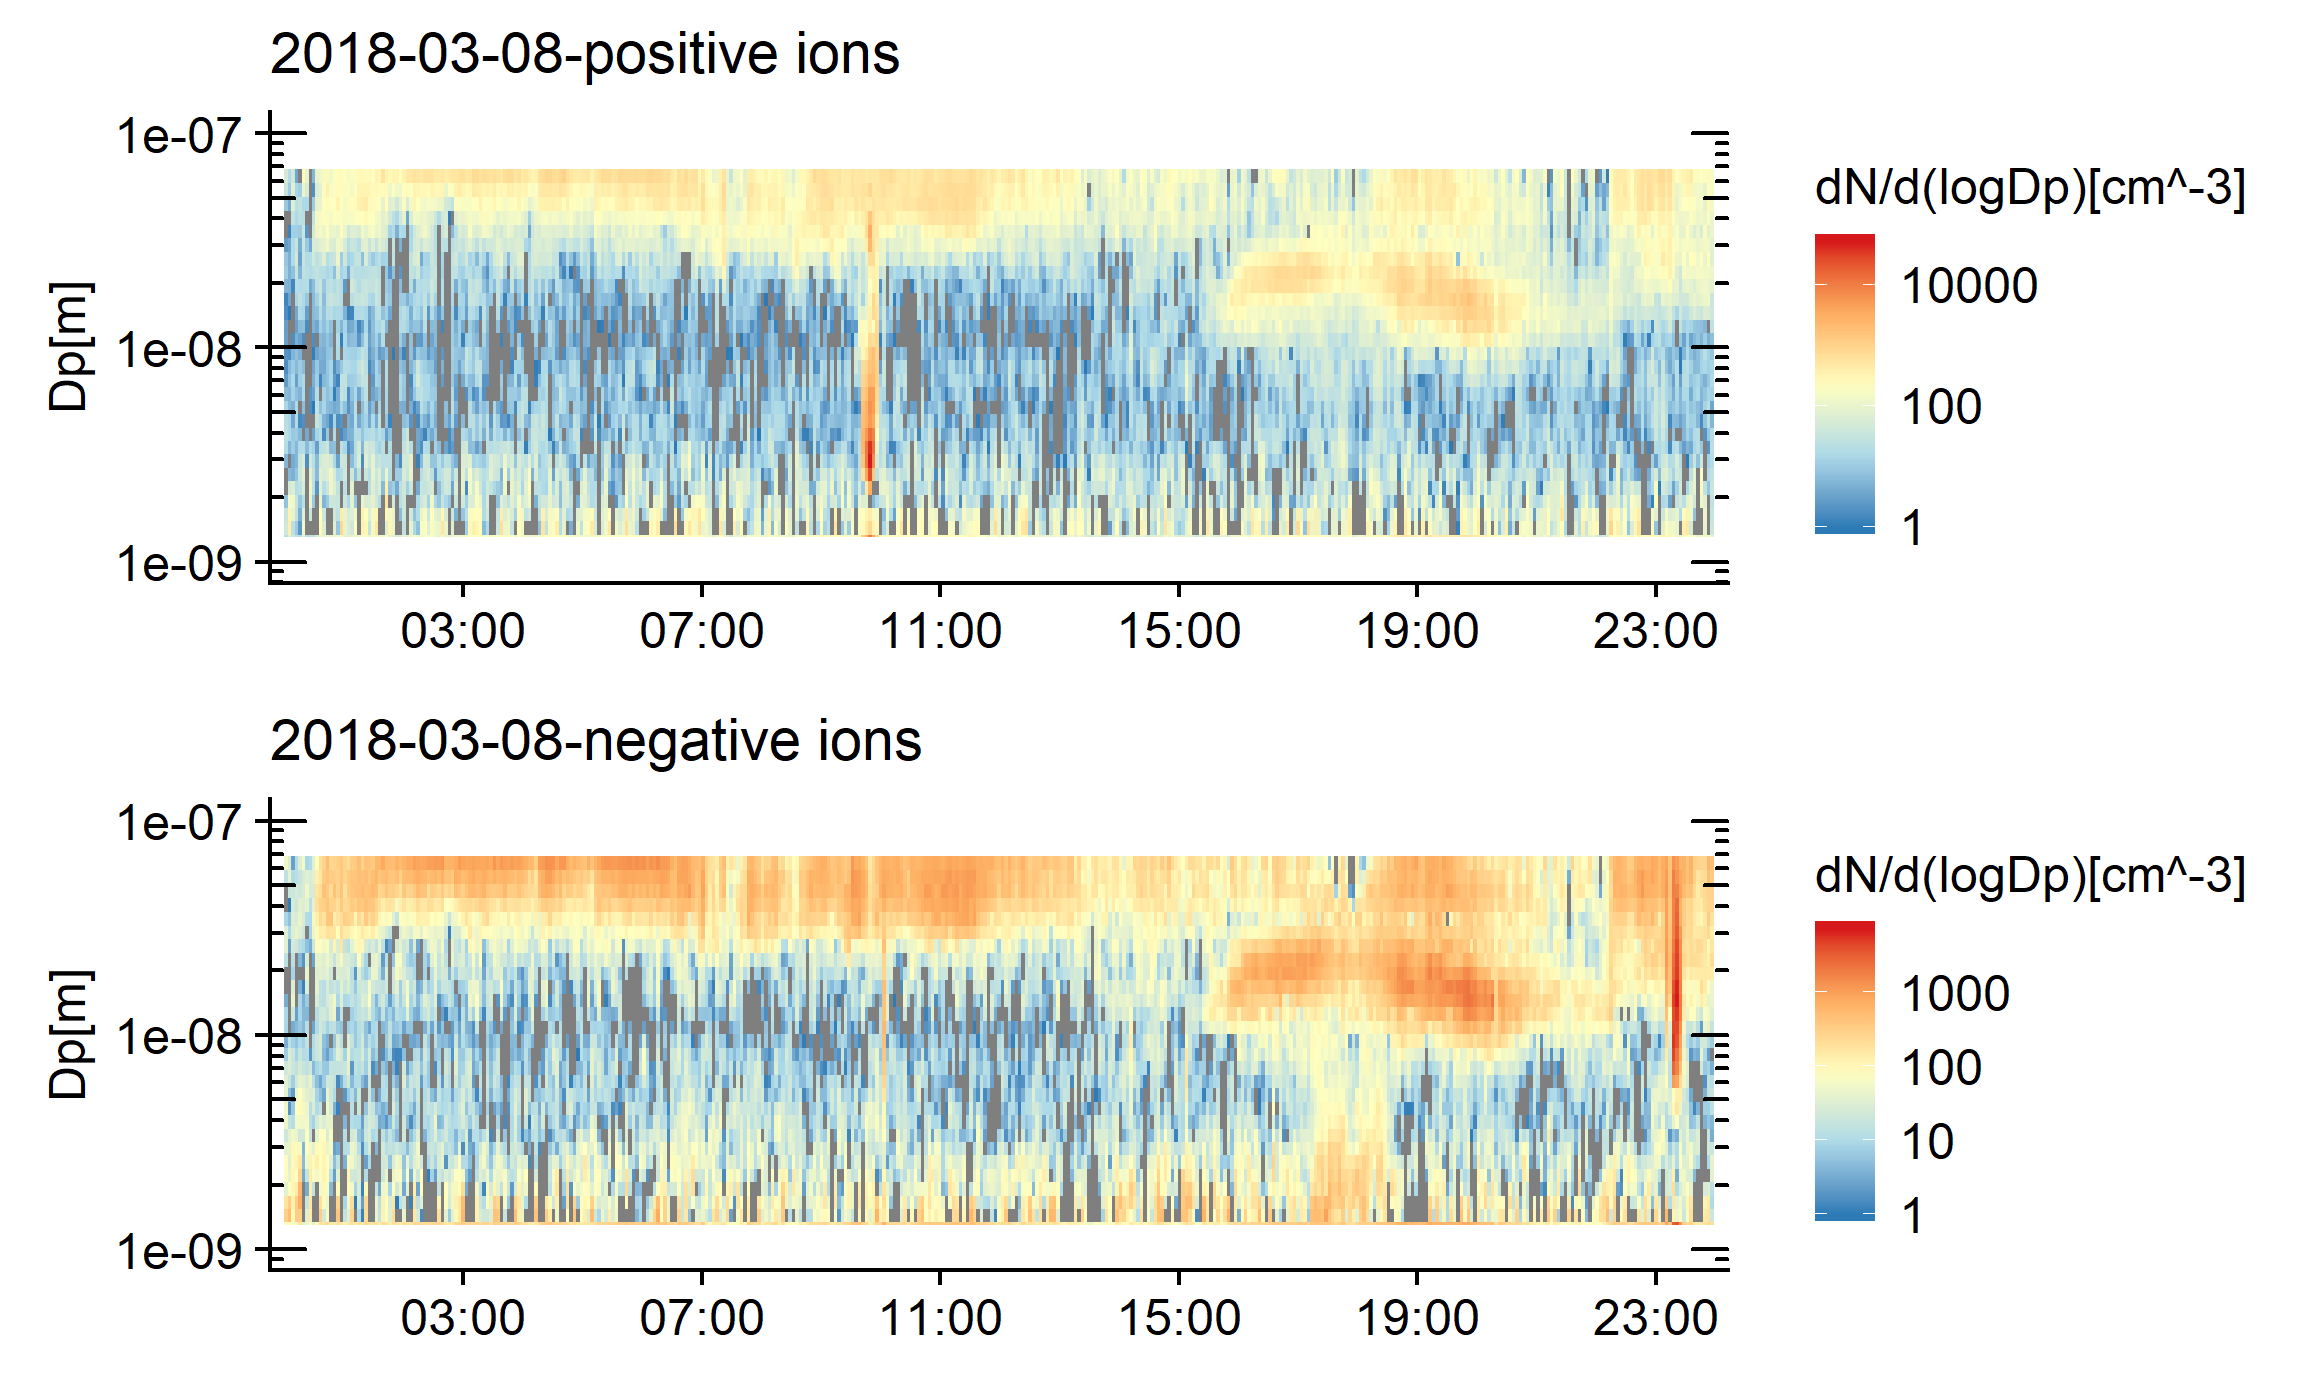 2018-03-08-positive ions
1e-07
1e-08
1e-09
Dp[m]
03:00 07:00 11:00 15:00 19:00 23:00
dN/d(logDp)[cm^-3]
10000
100
1
2018-03-08-negative ions
1e-07
1e-08
1e-09
Dp[m]
03:00 07:00 11:00 15:00 19:00 23:00
dN/d(logDp)[cm^-3]
1000
100
10
1